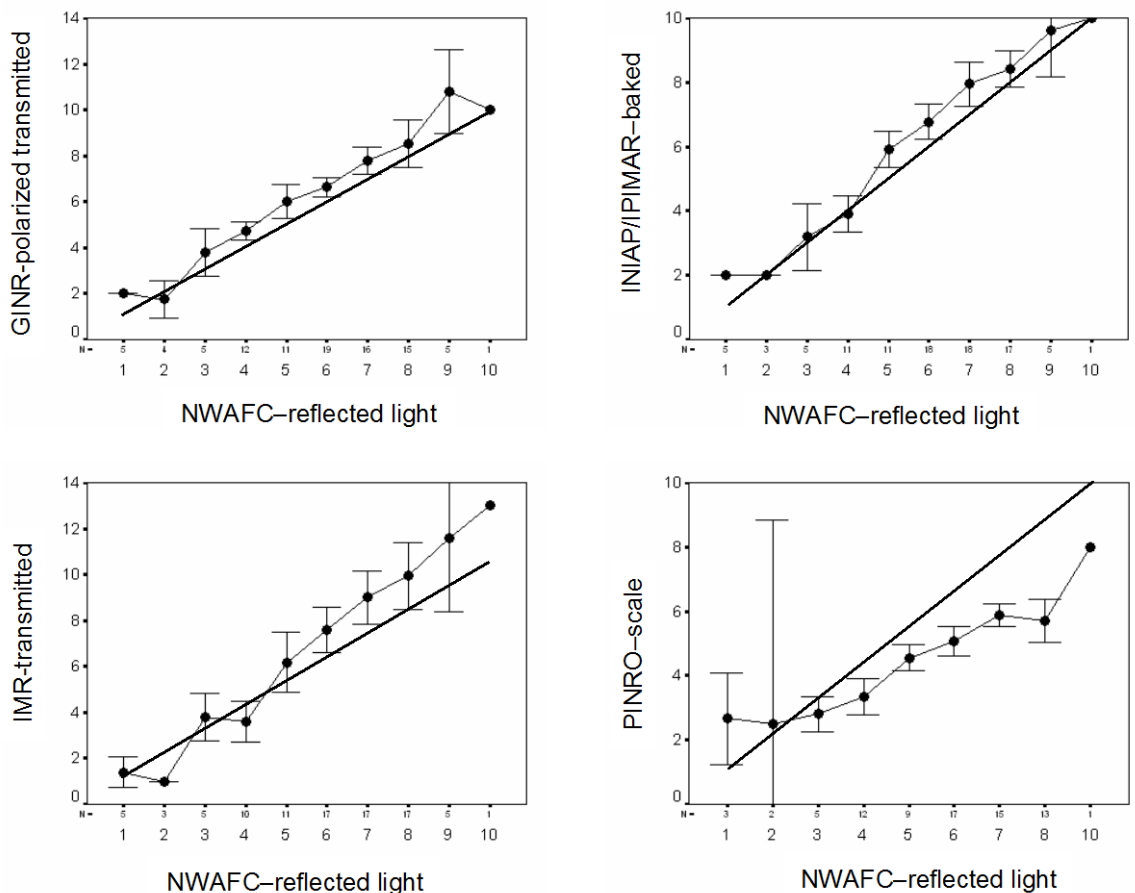 GINR-polarized transmitted
14
12
10
8
6
4
2
0
N – 5 4 5 12 11 19 16 15 5 1
1 2 3 4 5 6 7 8 9 10
NWAFC–reflected light
INIAP/IPIMAR–baked
10
8
6
4
2
0
N – 5 3 5 11 11 18 18 17 5 1
1 2 3 4 5 6 7 8 9 10
NWAFC–reflected light
IMR-transmitted
14
12
10
8
6
4
2
0
N – 5 3 5 10 11 17 17 17 5 1
1 2 3 4 5 6 7 8 9 10
NWAFC–reflected light
PINRO–scale
10
8
6
4
2
0
N – 3 2 5 12 9 17 15 13 1
1 2 3 4 5 6 7 8 10
NWAFC–reflected light